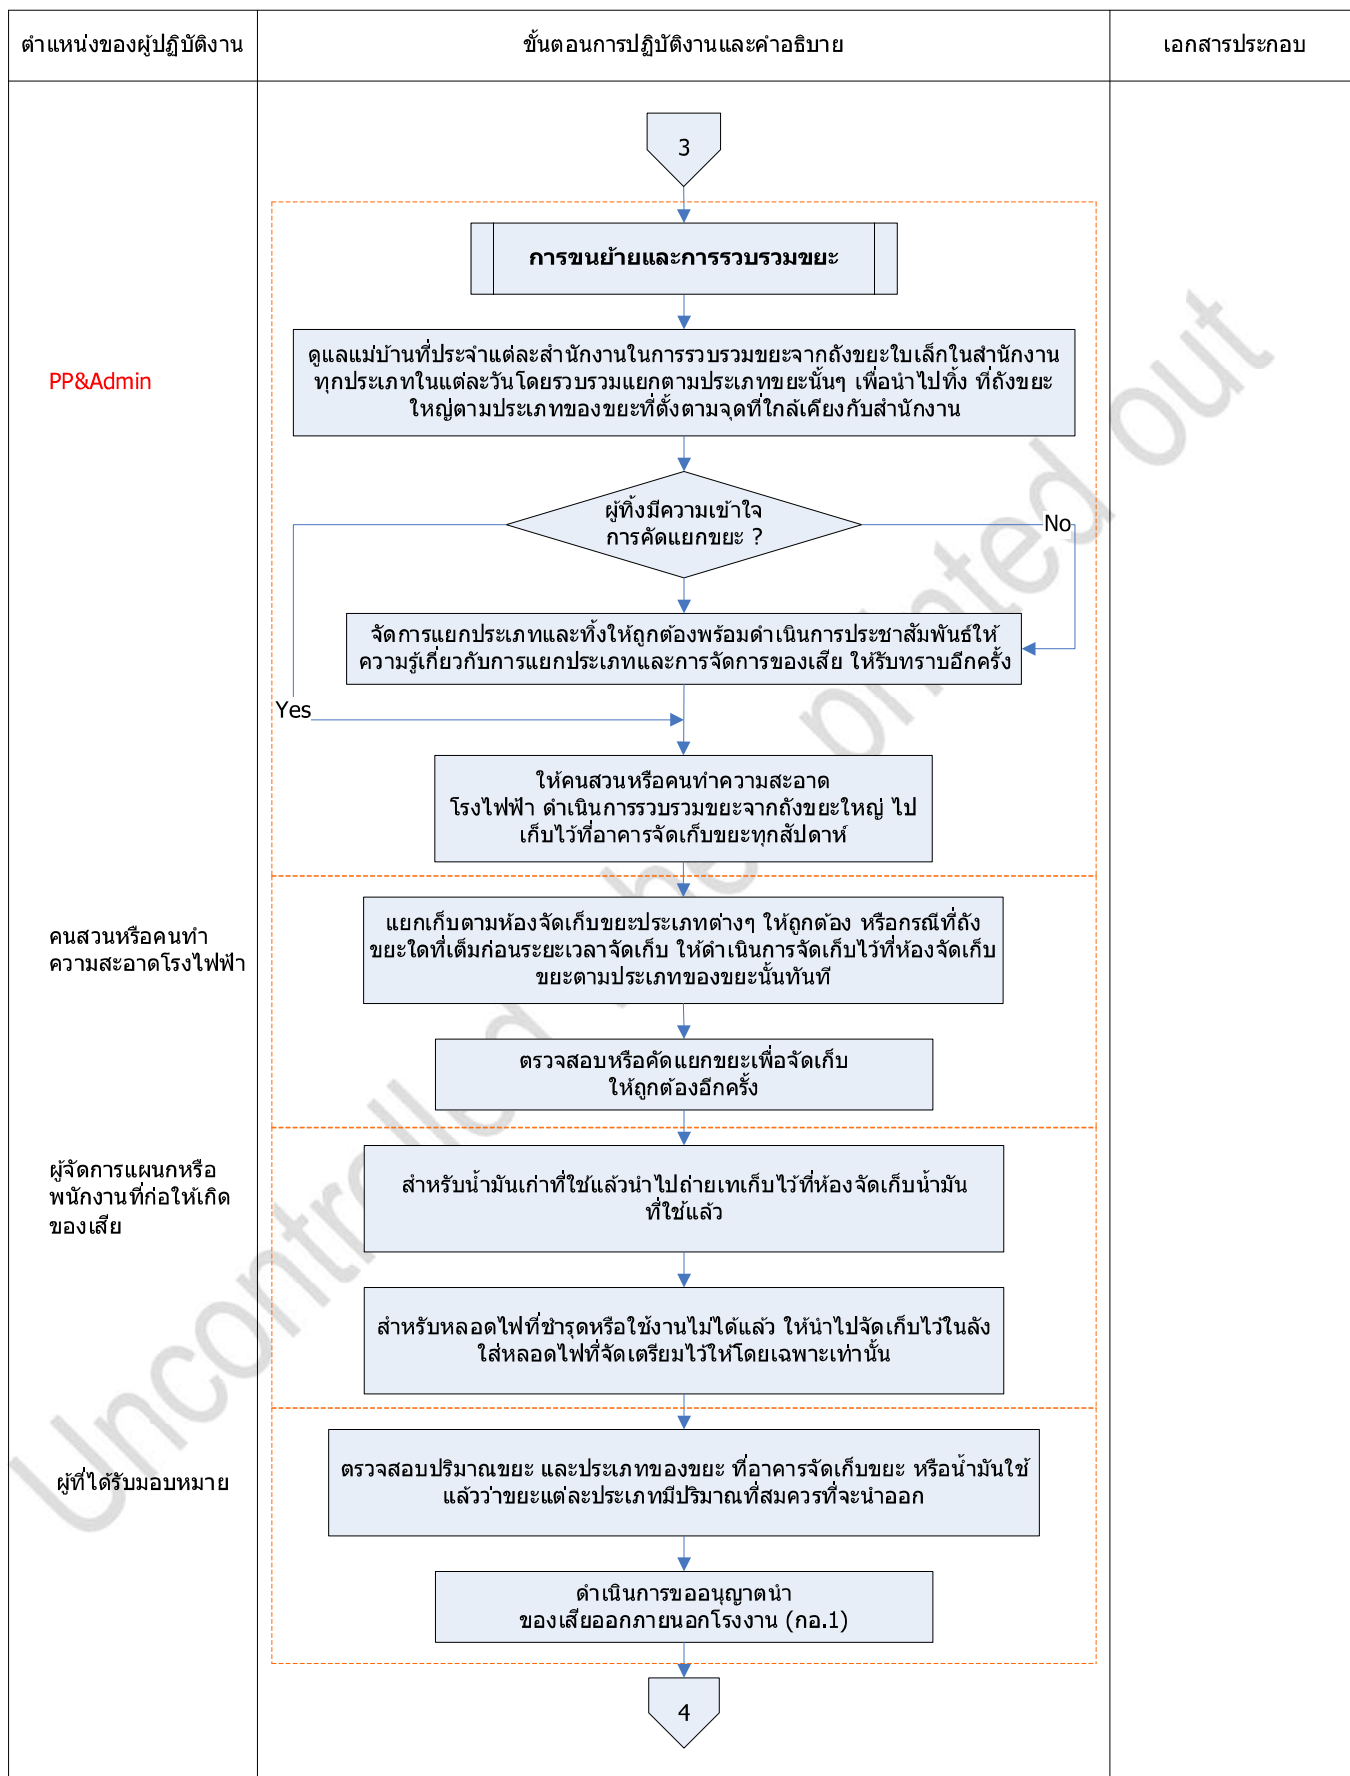 ตำแหน่งของผู้ปฏิบัติงาน
ขั้นตอนการปฏิบัติงานและคำอธิบาย
เอกสารประกอบ
3
การขนย้ายและการรวบรวมขยะ
PP&Admin
ดูแลแม่บ้านที่ประจำแต่ละสำนักงานในการรวบรวมขยะจากถังขยะใบเล็กในสำนักงาน
ทุกประเภทในแต่ละวันโดยรวบรวมแยกตามประเภทขยะนั้นๆ เพื่อนำไปทิ้ง ที่ถังขยะ
ใหญ่ตามประเภทของขยะที่ตั้งตามจุดที่ใกล้เคียงกับสำนักงาน
ผู้ทิ้งมีความเข้าใจ
การคัดแยกขยะ ?
No
จัดการแยกประเภทและทิ้งให้ถูกต้องพร้อมดำเนินการประชาสัมพันธ์ให้
ความรู้เกี่ยวกับการแยกประเภทและการจัดการของเสีย ให้รับทราบอีกครั้ง
Yes
ให้คนสวนหรือคนทำความสะอาด
โรงไฟฟ้า ดำเนินการรวบรวมขยะจากถังขยะใหญ่ ไป
เก็บไว้ที่อาคารจัดเก็บขยะทุกสัปดาห์
คนสวนหรือคนทำ
ความสะอาดโรงไฟฟ้า
แยกเก็บตามห้องจัดเก็บขยะประเภทต่างๆ ให้ถูกต้อง หรือกรณีที่ถัง
ขยะใดที่เต็มก่อนระยะเวลาจัดเก็บ ให้ดำเนินการจัดเก็บไว้ที่ห้องจัดเก็บ
ขยะตามประเภทของขยะนั้นทันที
ตรวจสอบหรือคัดแยกขยะเพื่อจัดเก็บ
ให้ถูกต้องอีกครั้ง
ผู้จัดการแผนกหรือ
พนักงานที่ก่อให้เกิด
ของเสีย
สำหรับน้ำมันเก่าที่ใช้แล้วนำไปถ่ายเทเก็บไว้ที่ห้องจัดเก็บน้ำมัน
ที่ใช้แล้ว
สำหรับหลอดไฟที่ชำรุดหรือใช้งานไม่ได้แล้ว ให้นำไปจัดเก็บไว้ในลัง
ใส่หลอดไฟที่จัดเตรียมไว้ให้โดยเฉพาะเท่านั้น
ผู้ที่ได้รับมอบหมาย
ตรวจสอบปริมาณขยะ และประเภทของขยะ ที่อาคารจัดเก็บขยะ หรือน้ำมันใช้
แล้วว่าขยะแต่ละประเภทมีปริมาณที่สมควรที่จะนำออก
ดำเนินการขออนุญาตนำ
ของเสียออกภายนอกโรงงาน (กอ.1)
4